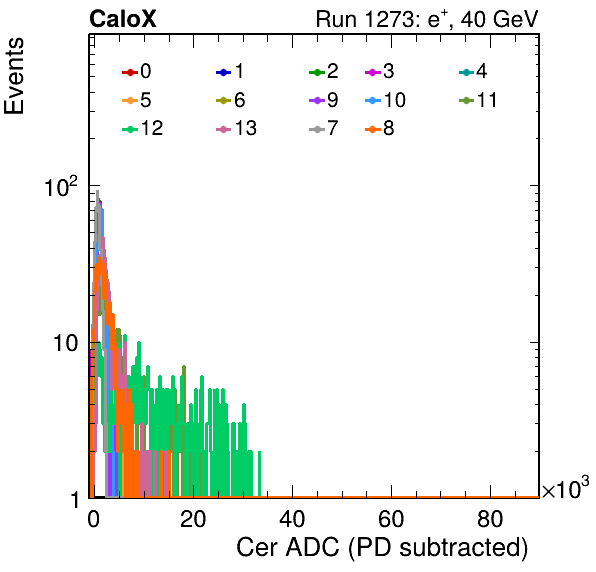 CaloX Run 1273: e+, 40 GeV
Events
0 1 2 3 4
5 6 9 10 11
12 13 7 8
10²
10
1
0 20 40 60 80 ×10³
Cer ADC (PD subtracted)